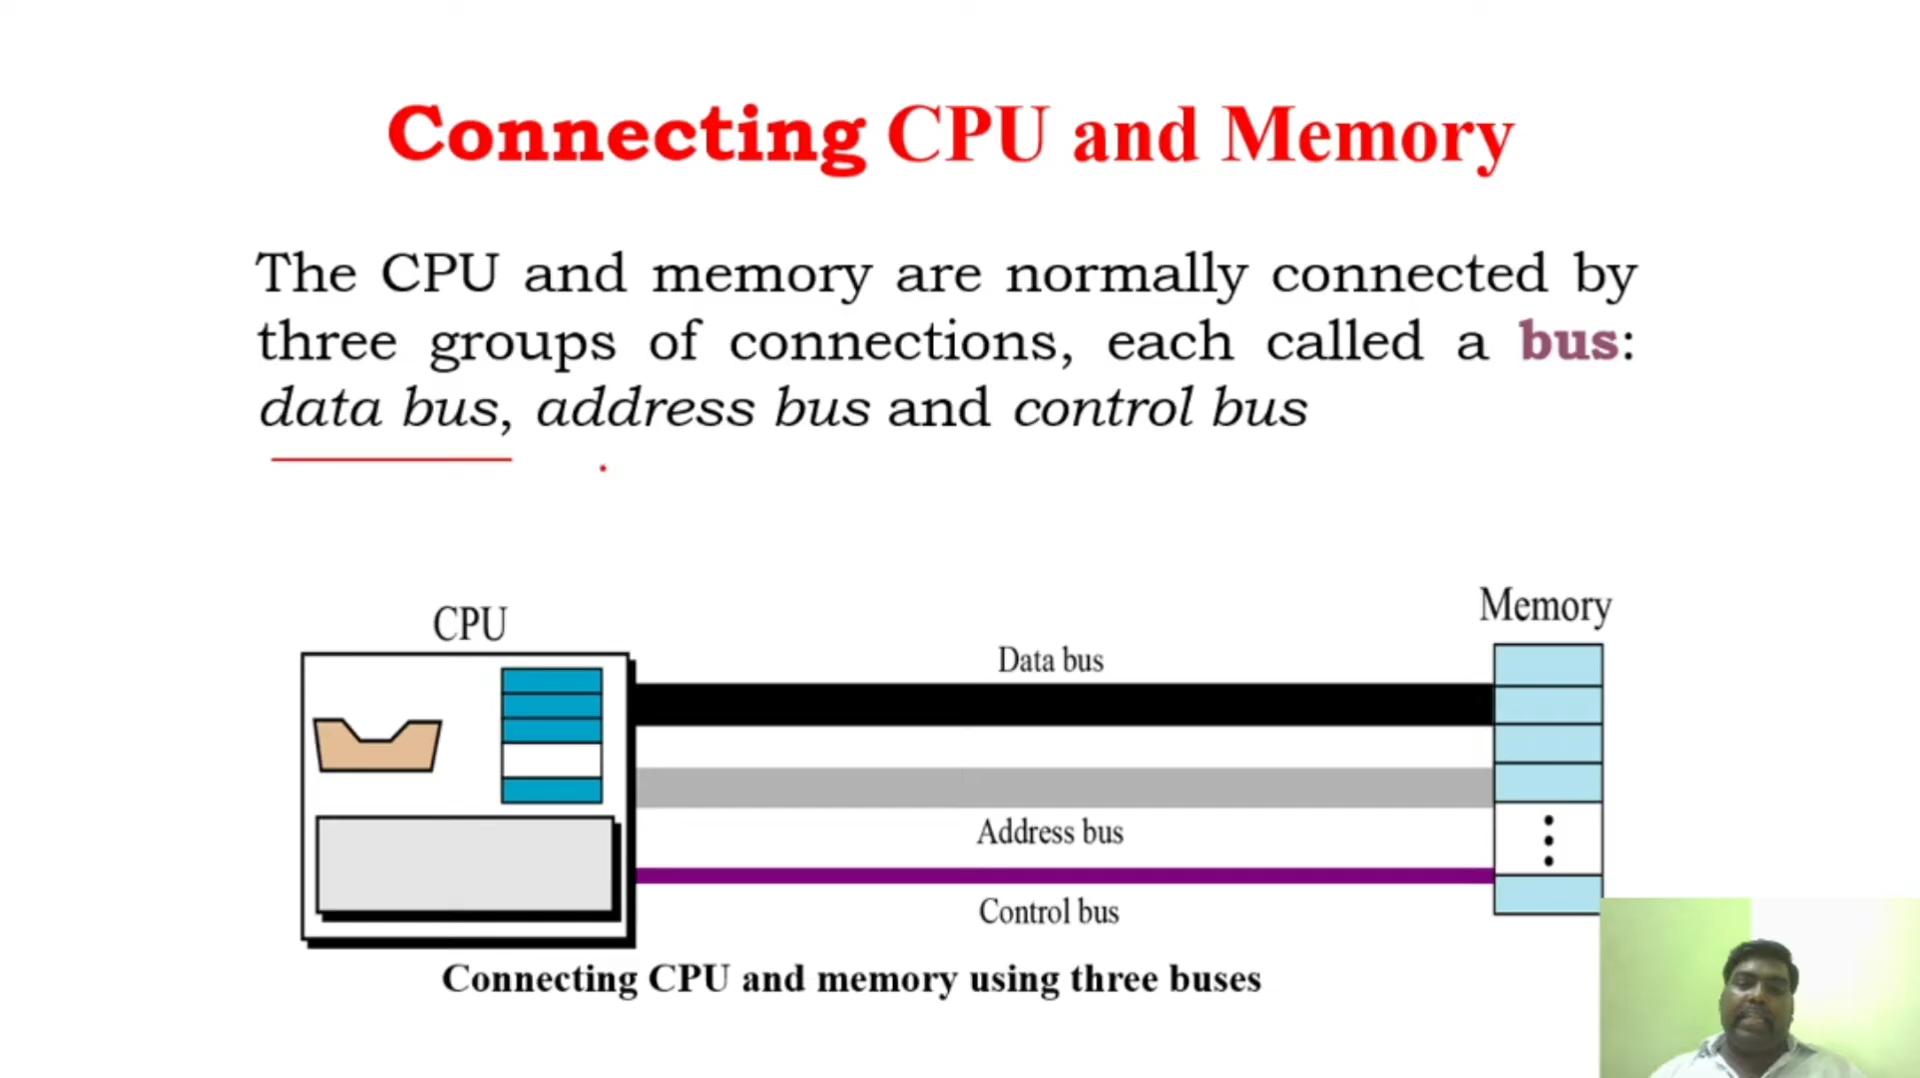 Connecting CPU and Memory
The CPU and memory are normally connected by
three groups of connections, each called a bus:
data bus, address bus and control bus
CPU
Memory
Data bus
Address bus
Control bus
Connecting CPU and memory using three buses